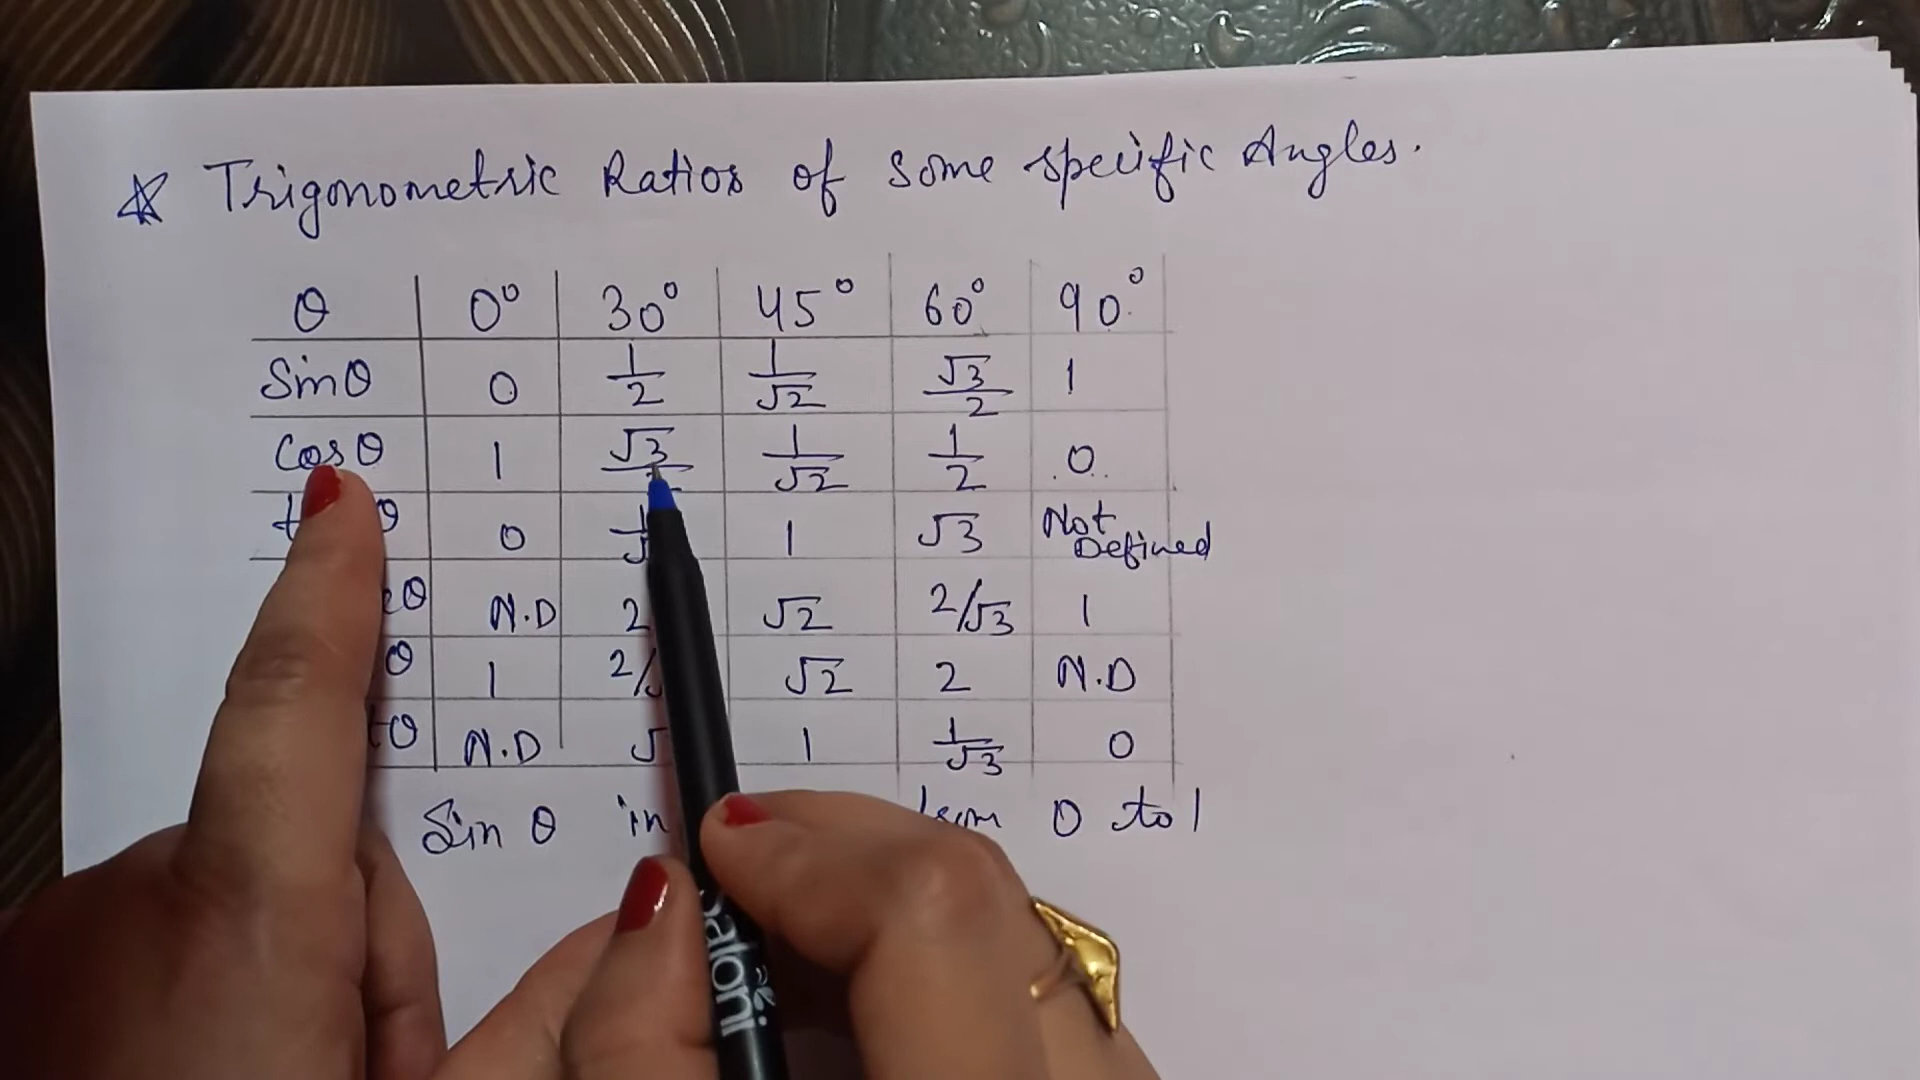 ☆ Trigonometric Ratios of some specific Angles.
θ 0° 30° 45° 60° 90°
Sinθ 0 1/2 1/√2 √3/2 1
Cosθ 1 √3/ 1/√2 1/2 0
θ 0 1 √3 Not Defined
θ N.D 2 √2 2/√3 1
θ 1 2/ √2 2 N.D
θ N.D 1 1/√3 0
Sin θ 0 to 1